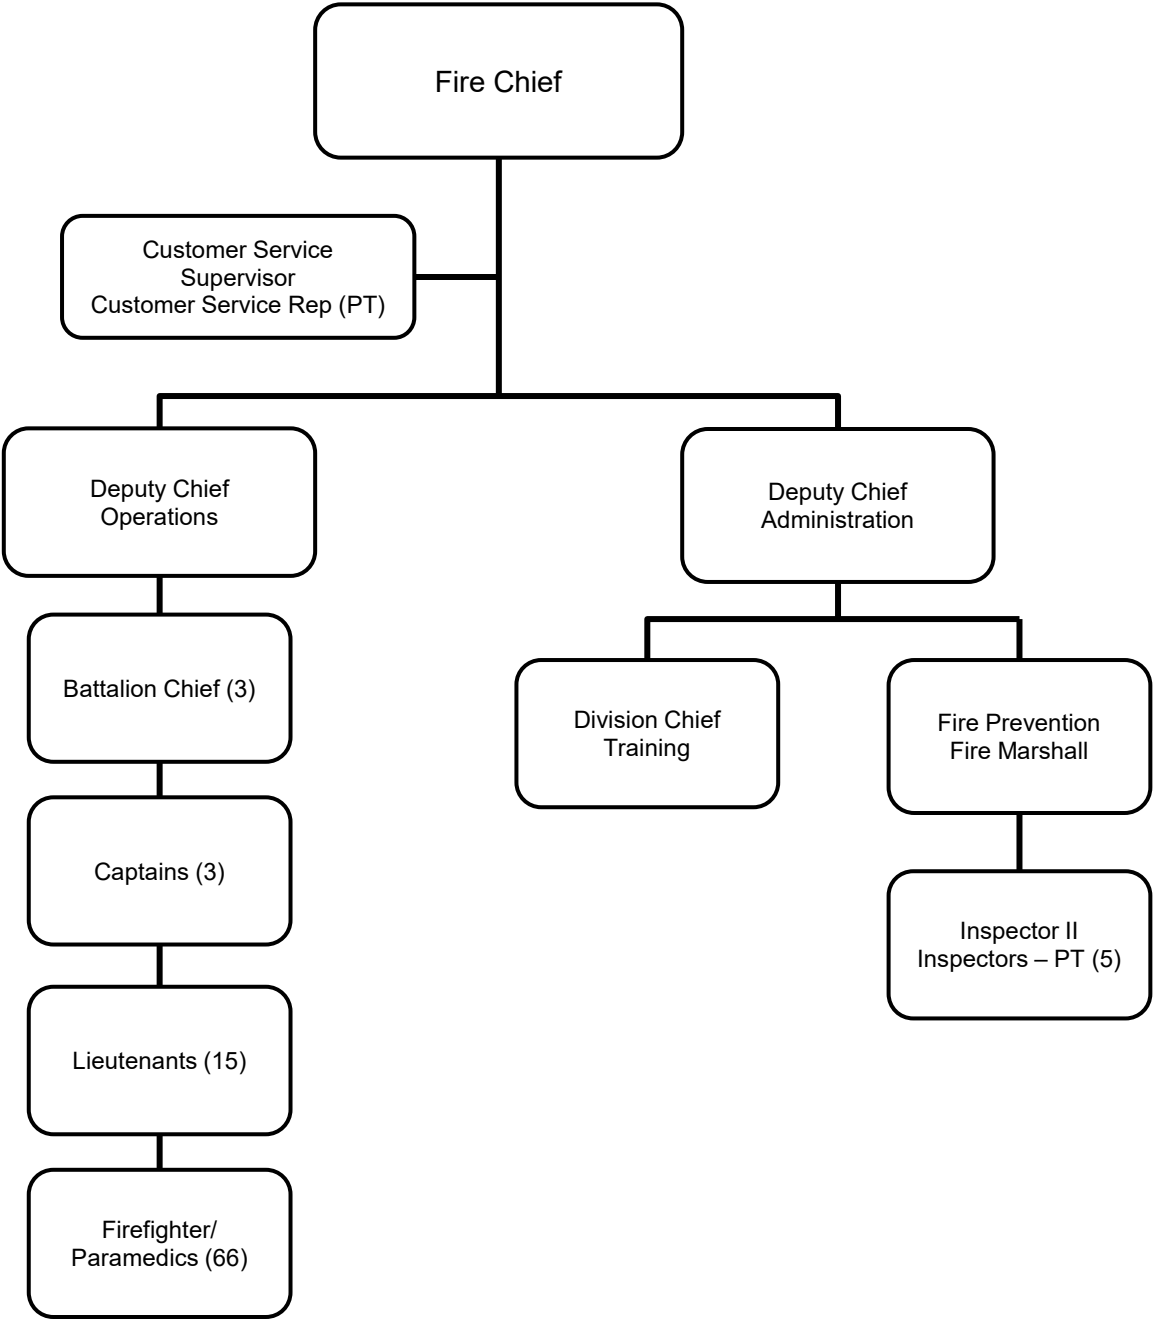 Fire Chief
Customer Service
Supervisor
Customer Service Rep (PT)
Deputy Chief
Operations
Deputy Chief
Administration
Battalion Chief (3)
Division Chief
Training
Fire Prevention
Fire Marshall
Captains (3)
Inspector II
Inspectors – PT (5)
Lieutenants (15)
Firefighter/
Paramedics (66)